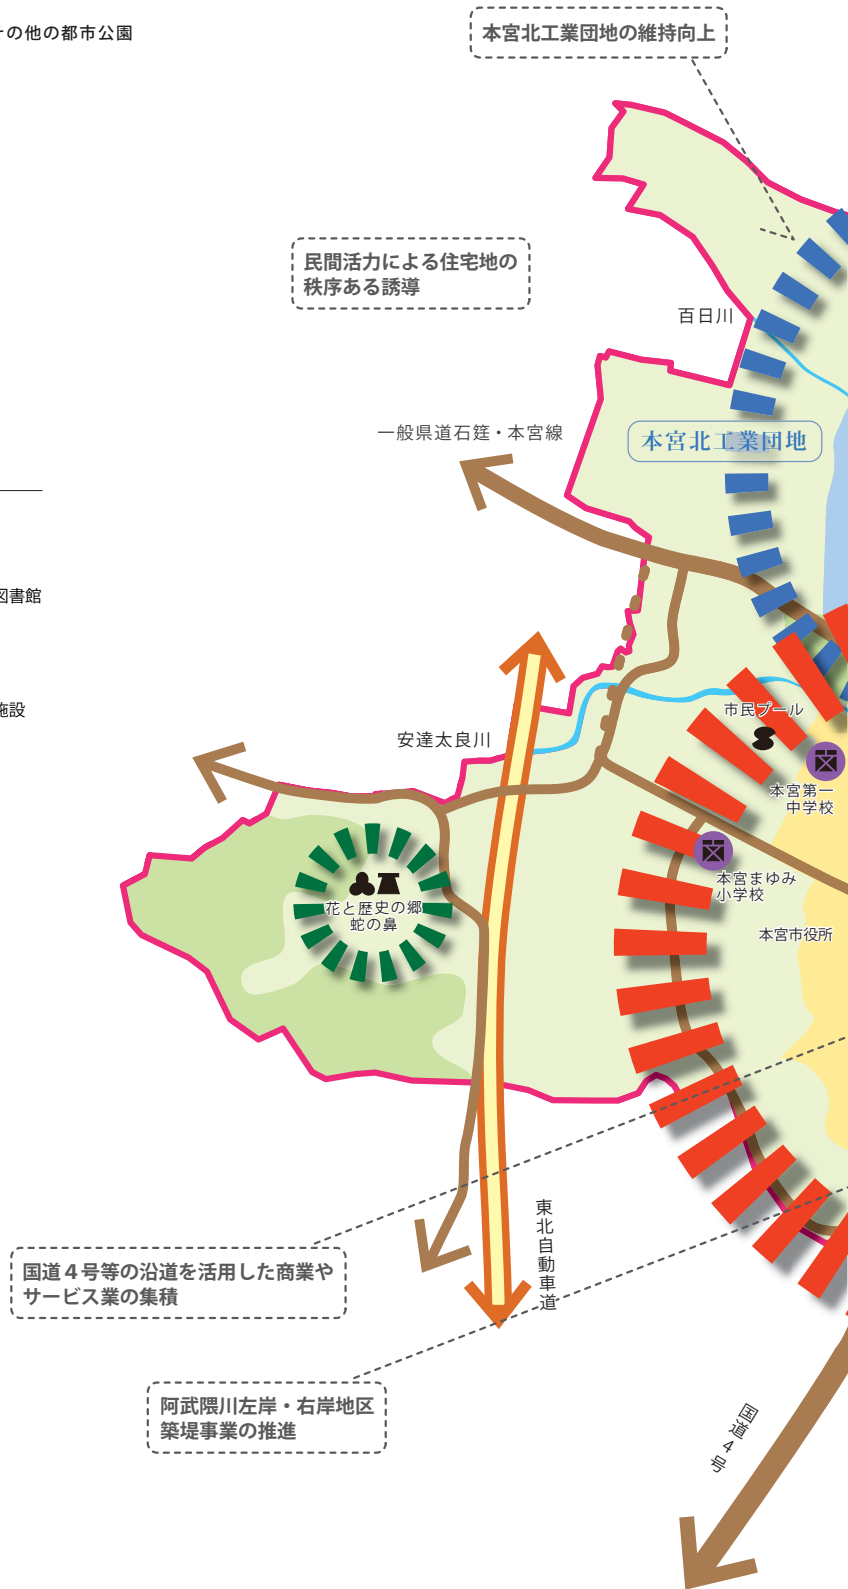 その他の都市公園
本宮北工業団地の維持向上
民間活力による住宅地の
秩序ある誘導
百日川
一般県道石筵・本宮線
本宮北工業団地
図書館
施設
市民プール
安達太良川
本宮第一
中学校
本宮まゆみ
小学校
花と歴史の郷
蛇の鼻
本宮市役所
東北自動車道
国道4号等の沿道を活用した商業や
サービス業の集積
阿武隈川左岸・右岸地区
築堤事業の推進
国道4号